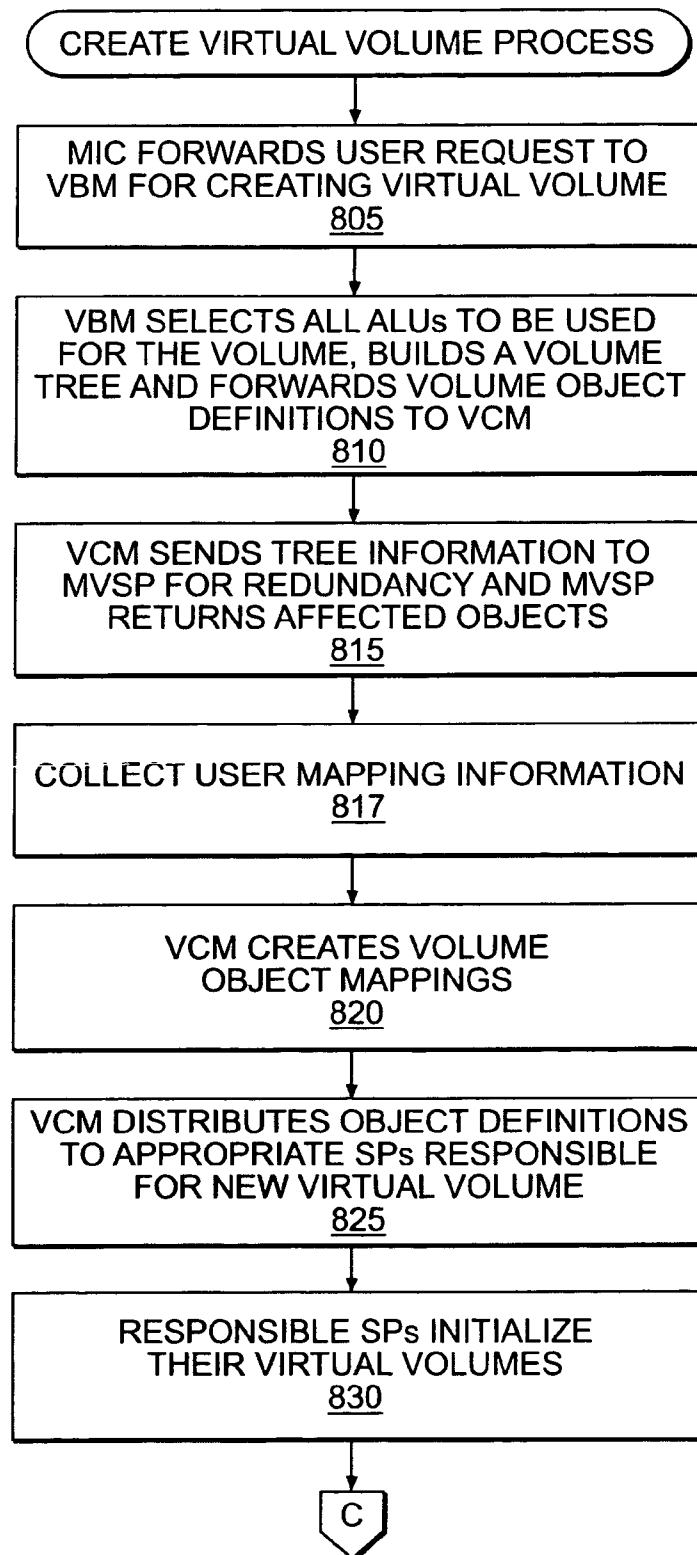 CREATE VIRTUAL VOLUME PROCESS
MIC FORWARDS USER REQUEST TO
VBM FOR CREATING VIRTUAL VOLUME
805
VBM SELECTS ALL ALUs TO BE USED
FOR THE VOLUME, BUILDS A VOLUME
TREE AND FORWARDS VOLUME OBJECT
DEFINITIONS TO VCM
810
VCM SENDS TREE INFORMATION TO
MVSP FOR REDUNDANCY AND MVSP
RETURNS AFFECTED OBJECTS
815
COLLECT USER MAPPING INFORMATION
817
VCM CREATES VOLUME
OBJECT MAPPINGS
820
VCM DISTRIBUTES OBJECT DEFINITIONS
TO APPROPRIATE SPs RESPONSIBLE
FOR NEW VIRTUAL VOLUME
825
RESPONSIBLE SPs INITIALIZE
THEIR VIRTUAL VOLUMES
830
C